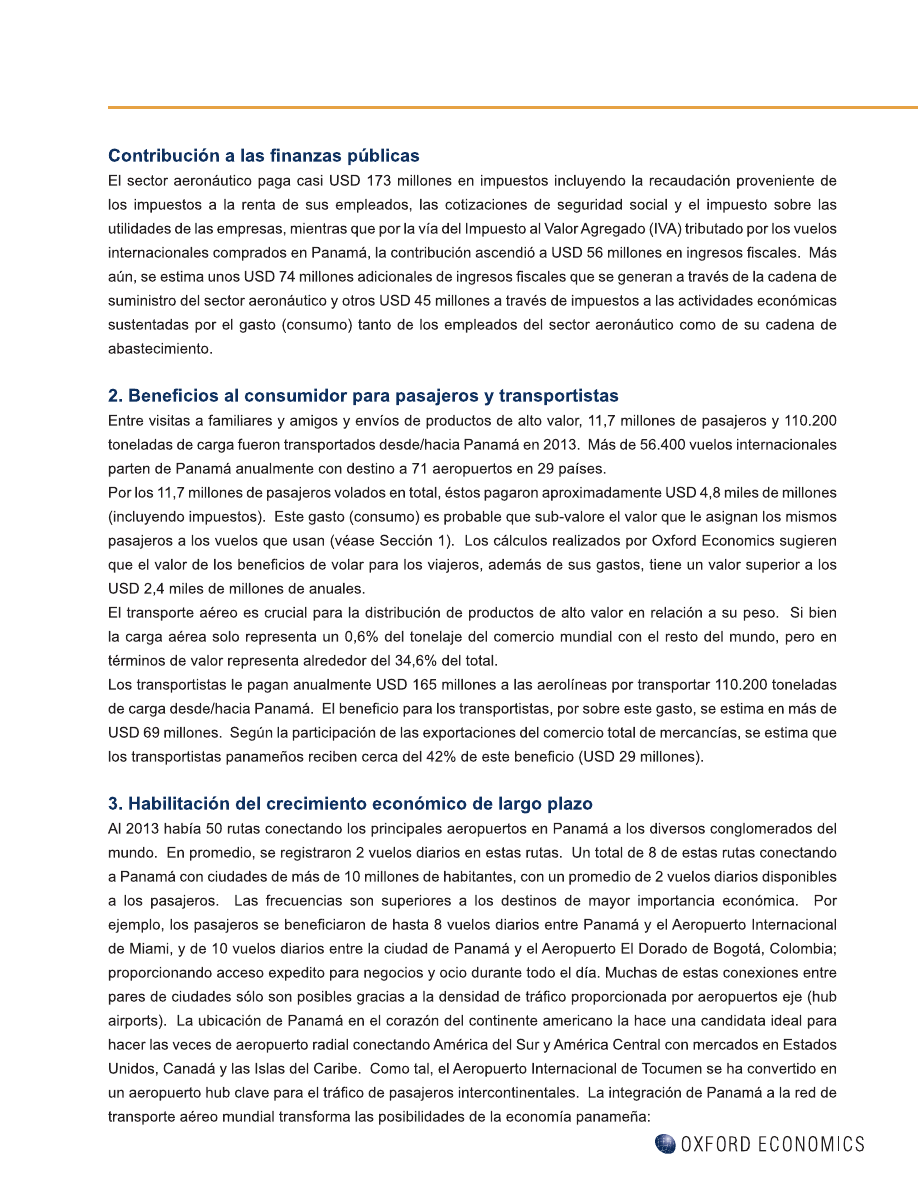 Contribución a las finanzas públicas
El sector aeronáutico paga casi USD 173 millones en impuestos incluyendo la recaudación proveniente de
los impuestos a la renta de sus empleados, las cotizaciones de seguridad social y el impuesto sobre las
utilidades de las empresas, mientras que por la vía del Impuesto al Valor Agregado (IVA) tributado por los vuelos
internacionales comprados en Panamá, la contribución ascendió a USD 56 millones en ingresos fiscales. Más
aún, se estima unos USD 74 millones adicionales de ingresos fiscales que se generan a través de la cadena de
suministro del sector aeronáutico y otros USD 45 millones a través de impuestos a las actividades económicas
sustentadas por el gasto (consumo) tanto de los empleados del sector aeronáutico como de su cadena de
abastecimiento.
2. Beneficios al consumidor para pasajeros y transportistas
Entre visitas a familiares y amigos y envíos de productos de alto valor, 11,7 millones de pasajeros y 110.200
toneladas de carga fueron transportados desde/hacia Panamá en 2013. Más de 56.400 vuelos internacionales
parten de Panamá anualmente con destino a 71 aeropuertos en 29 países.
Por los 11,7 millones de pasajeros volados en total, éstos pagaron aproximadamente USD 4,8 miles de millones
(incluyendo impuestos). Este gasto (consumo) es probable que sub-valore el valor que le asignan los mismos
pasajeros a los vuelos que usan (véase Sección 1). Los cálculos realizados por Oxford Economics sugieren
que el valor de los beneficios de volar para los viajeros, además de sus gastos, tiene un valor superior a los
USD 2,4 miles de millones de anuales.
El transporte aéreo es crucial para la distribución de productos de alto valor en relación a su peso. Si bien
la carga aérea solo representa un 0,6% del tonelaje del comercio mundial con el resto del mundo, pero en
términos de valor representa alrededor del 34,6% del total.
Los transportistas le pagan anualmente USD 165 millones a las aerolíneas por transportar 110.200 toneladas
de carga desde/hacia Panamá. El beneficio para los transportistas, por sobre este gasto, se estima en más de
USD 69 millones. Según la participación de las exportaciones del comercio total de mercancías, se estima que
los transportistas panameños reciben cerca del 42% de este beneficio (USD 29 millones).
3. Habilitación del crecimiento económico de largo plazo
Al 2013 había 50 rutas conectando los principales aeropuertos en Panamá a los diversos conglomerados del
mundo. En promedio, se registraron 2 vuelos diarios en estas rutas. Un total de 8 de estas rutas conectando
a Panamá con ciudades de más de 10 millones de habitantes, con un promedio de 2 vuelos diarios disponibles
a los pasajeros. Las frecuencias son superiores a los destinos de mayor importancia económica. Por
ejemplo, los pasajeros se beneficiaron de hasta 8 vuelos diarios entre Panamá y el Aeropuerto Internacional
de Miami, y de 10 vuelos diarios entre la ciudad de Panamá y el Aeropuerto El Dorado de Bogotá, Colombia;
proporcionando acceso expedito para negocios y ocio durante todo el día. Muchas de estas conexiones entre
pares de ciudades sólo son posibles gracias a la densidad de tráfico proporcionada por aeropuertos eje (hub
airports). La ubicación de Panamá en el corazón del continente americano la hace una candidata ideal para
hacer las veces de aeropuerto radial conectando América del Sur y América Central con mercados en Estados
Unidos, Canadá y las Islas del Caribe. Como tal, el Aeropuerto Internacional de Tocumen se ha convertido en
un aeropuerto hub clave para el tráfico de pasajeros intercontinentales. La integración de Panamá a la red de
transporte aéreo mundial transforma las posibilidades de la economía panameña:
OXFORD ECONOMICS